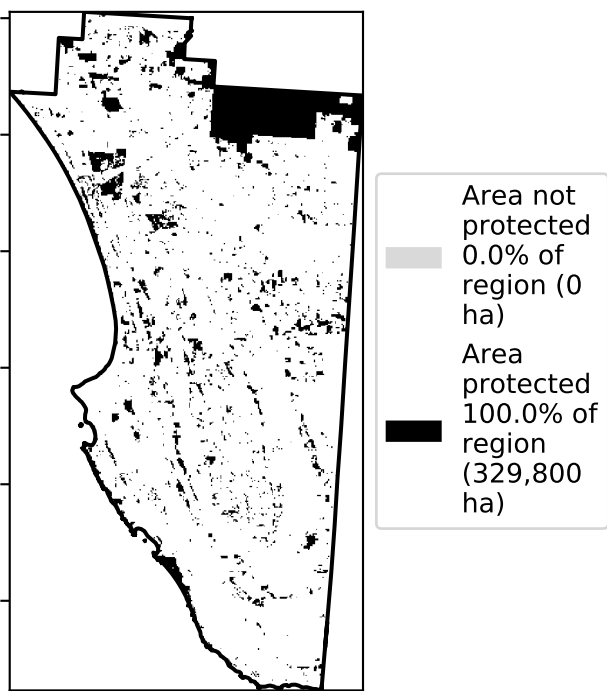 Area not
protected
0.0% of
region (0
ha)
Area
protected
100.0% of
region
(329,800
ha)